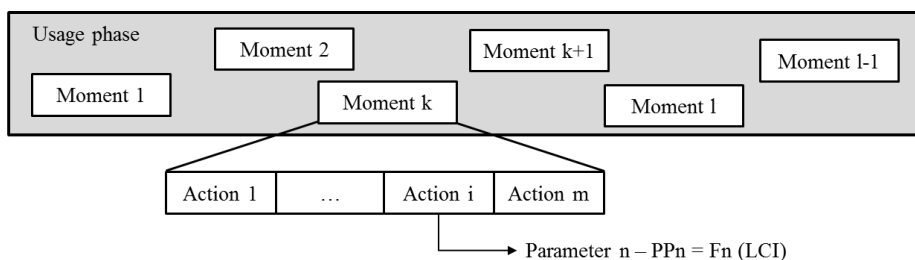 Usage phase
Moment 2
Moment k+1
Moment l-1
Moment 1
Moment k
Moment l
Action 1
…
Action i
Action m
Parameter n – PPn = Fn (LCI)